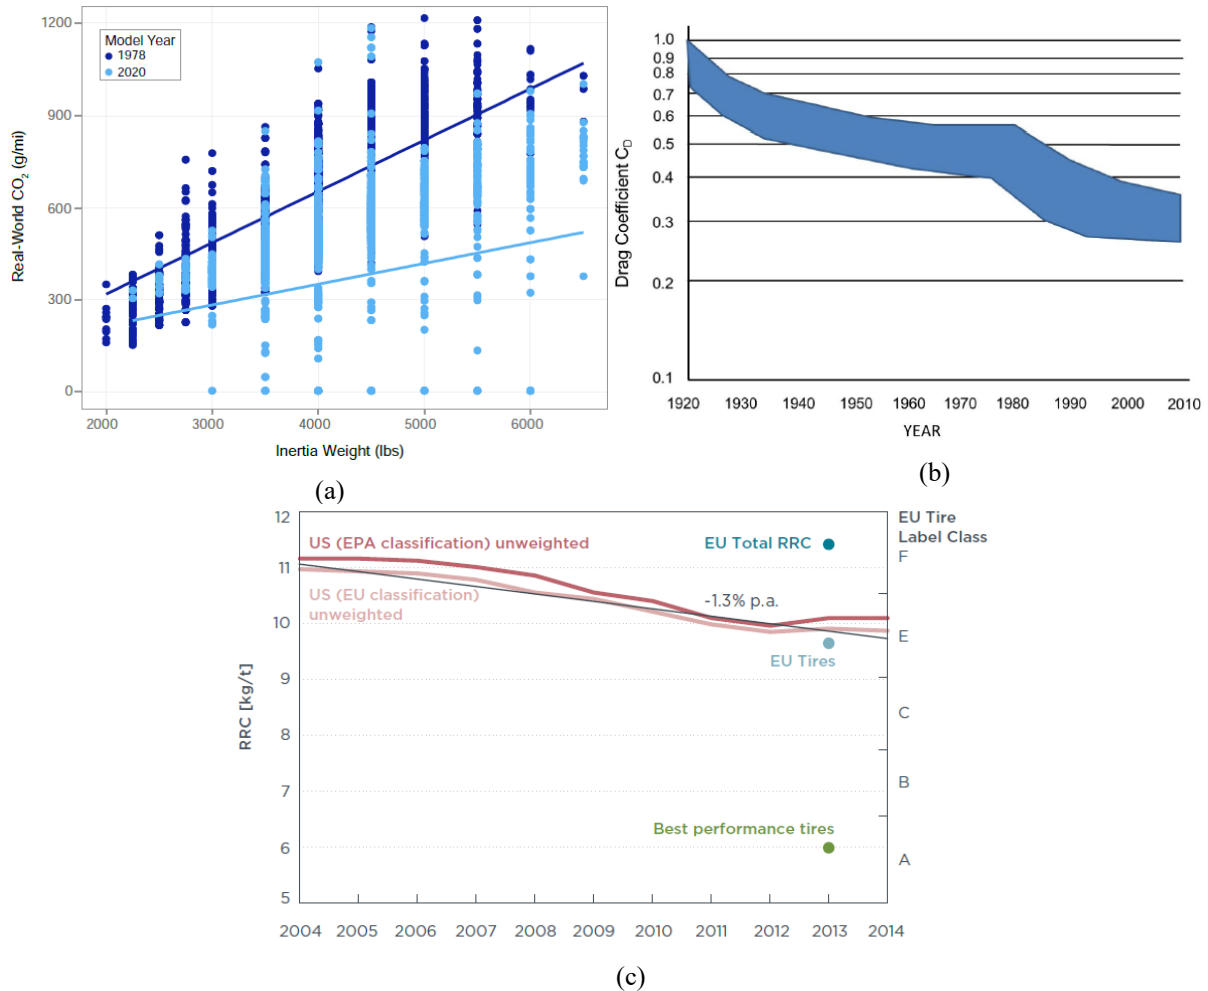 1200
900
600
300
0
Real-World CO2 (g/mi)
Model Year
1978
2020
2000
3000
4000
5000
6000
Inertia Weight (lbs)
(a)
1.0
0.9
0.8
0.7
0.6
0.5
0.4
0.3
0.2
0.1
Drag Coefficient CD
1920
1930
1940
1950
1960
1970
1980
1990
2000
2010
YEAR
(b)
12
11
10
9
8
7
6
5
RRC [kg/t]
US (EPA classification) unweighted
US (EU classification)
unweighted
EU Total RRC
-1.3% p.a.
EU Tires
Best performance tires
EU Tire
Label Class
F
E
C
B
A
2004
2005
2006
2007
2008
2009
2010
2011
2012
2013
2014
(c)